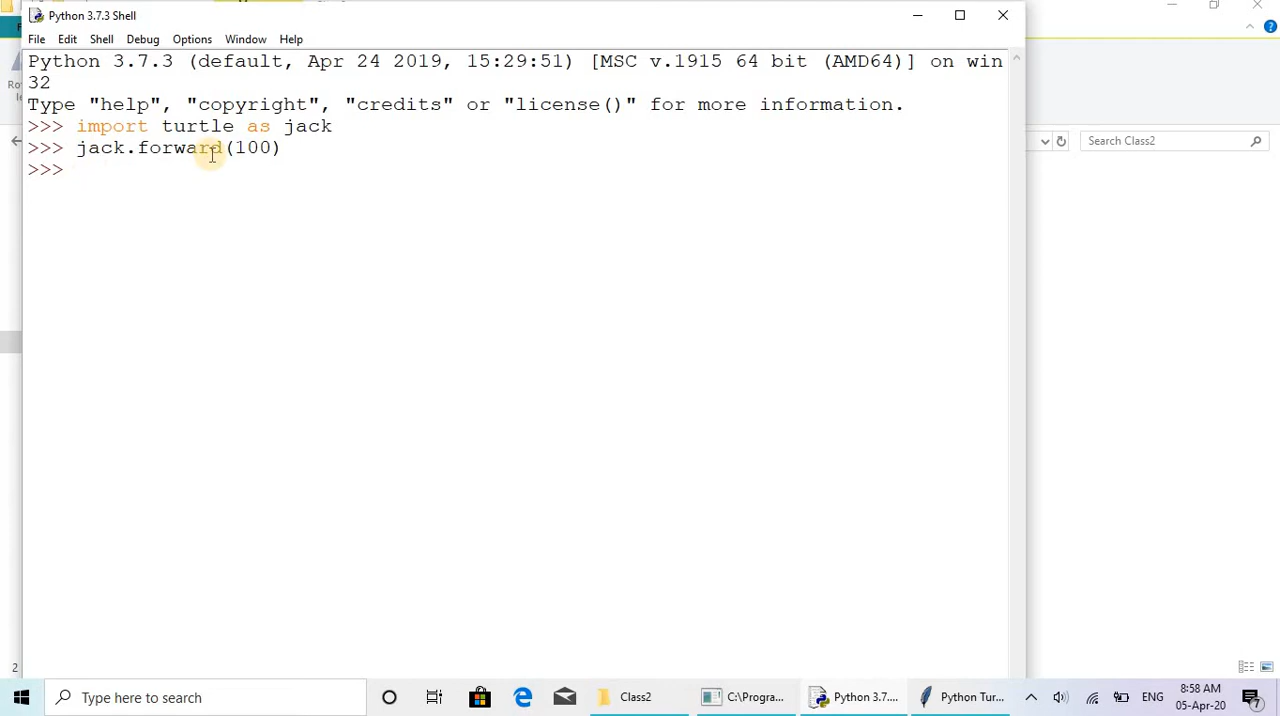 Python 3.7.3 Shell
File Edit Shell Debug Options Window Help
Python 3.7.3 (default, Apr 24 2019, 15:29:51) [MSC v.1915 64 bit (AMD64)] on win
32
Type "help", "copyright", "credits" or "license()" for more information.
>>> import turtle as jack
>>> jack.forward(100)
>>>
Search Class2
2
Type here to search
Class2
C:\Progra...
Python 3.7....
Python Tur...
ENG
8:58 AM
05-Apr-20
7